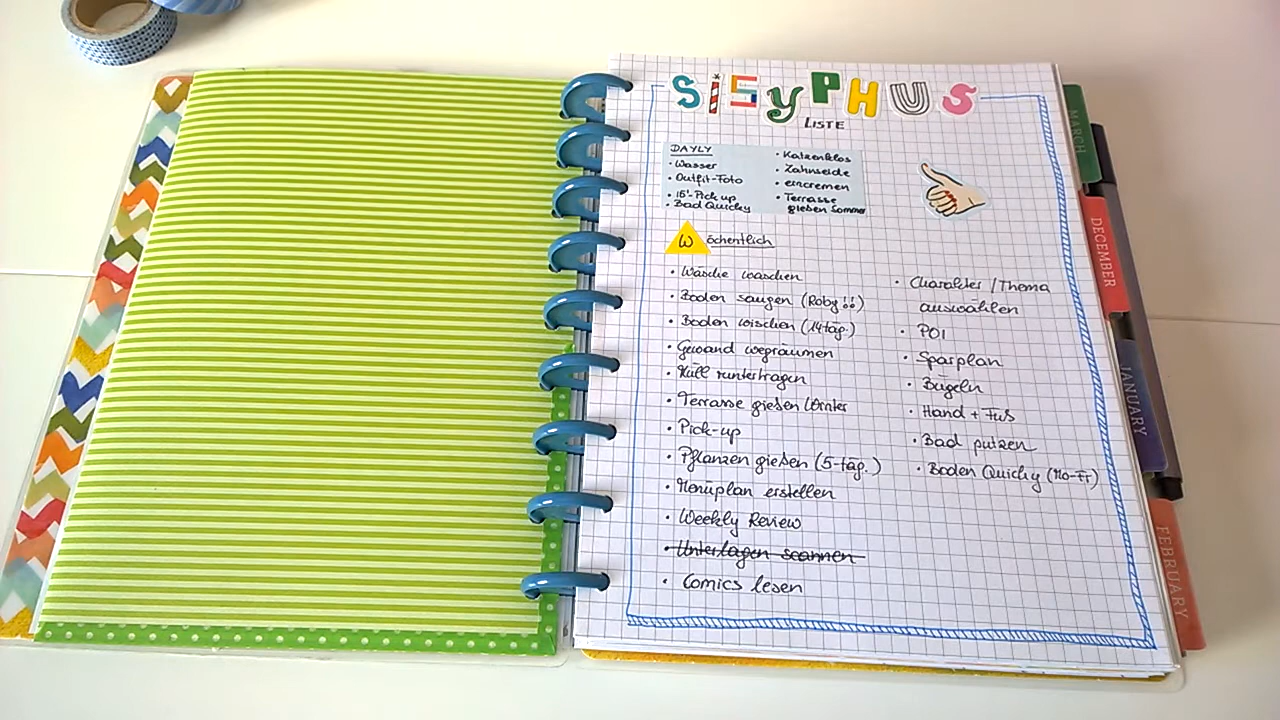 SiSyPHUS
LISTE
DAYLY
• Wasser
• Outfit-Foto
• 15'-Pick up
• Bad Quicky
• Katzenklos
• Zahnseide
• eincremen
• Terrasse
gießen Sommer
Wöchentlich
• Wäsche waschen
• Boden saugen (Roby!!)
• Boden wischen (14täg.)
• Gewand wegräumen
• Müll runtertragen
• Terrasse gießen Winter
• Pick-up
• Pflanzen gießen (5-täg.)
• Menüplan erstellen
• Weekly Review
• Unterlagen scannen
• Comics lesen
• Charakter / Thema
auswählen
• POI
• Sparplan
• Bügeln
• Hand + Fuß
• Bad putzen
• Boden Quicky (Mo-Fr)
MARCH
DECEMBER
JANUARY
FEBRUARY